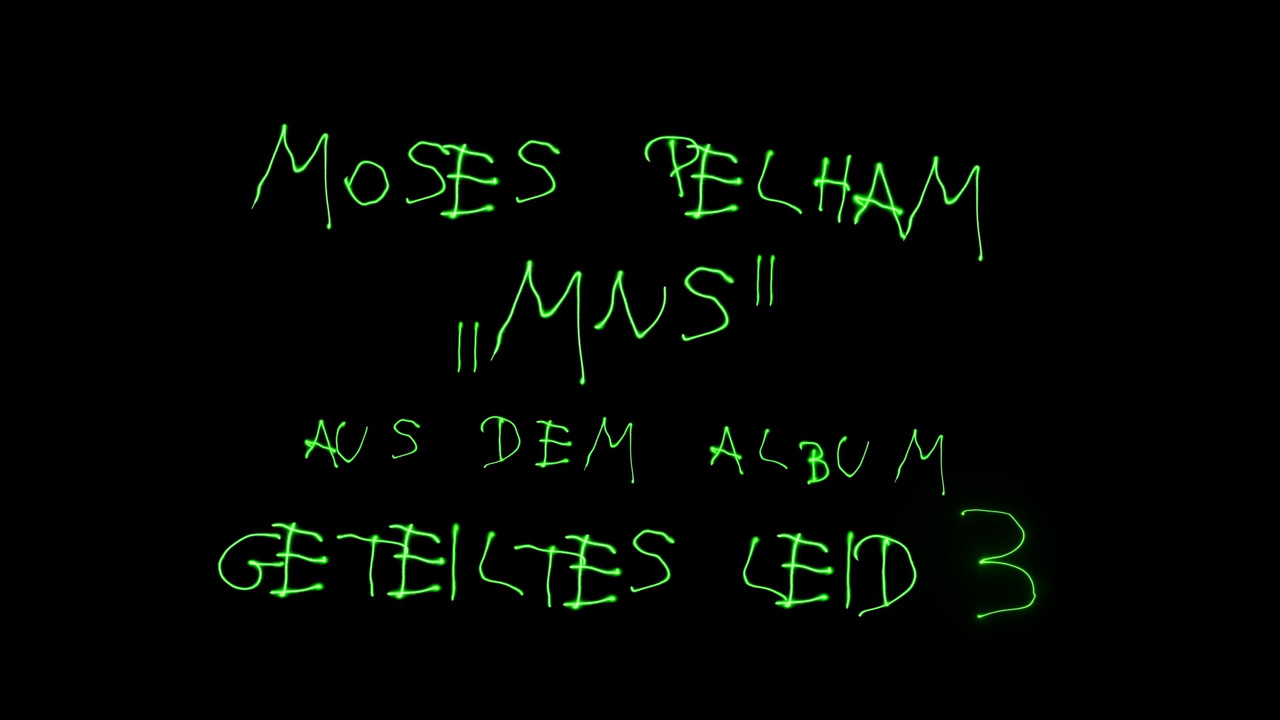 MOSES PELHAM
„MNS"
AUS DEM ALBUM
GETEILTES LEID 3